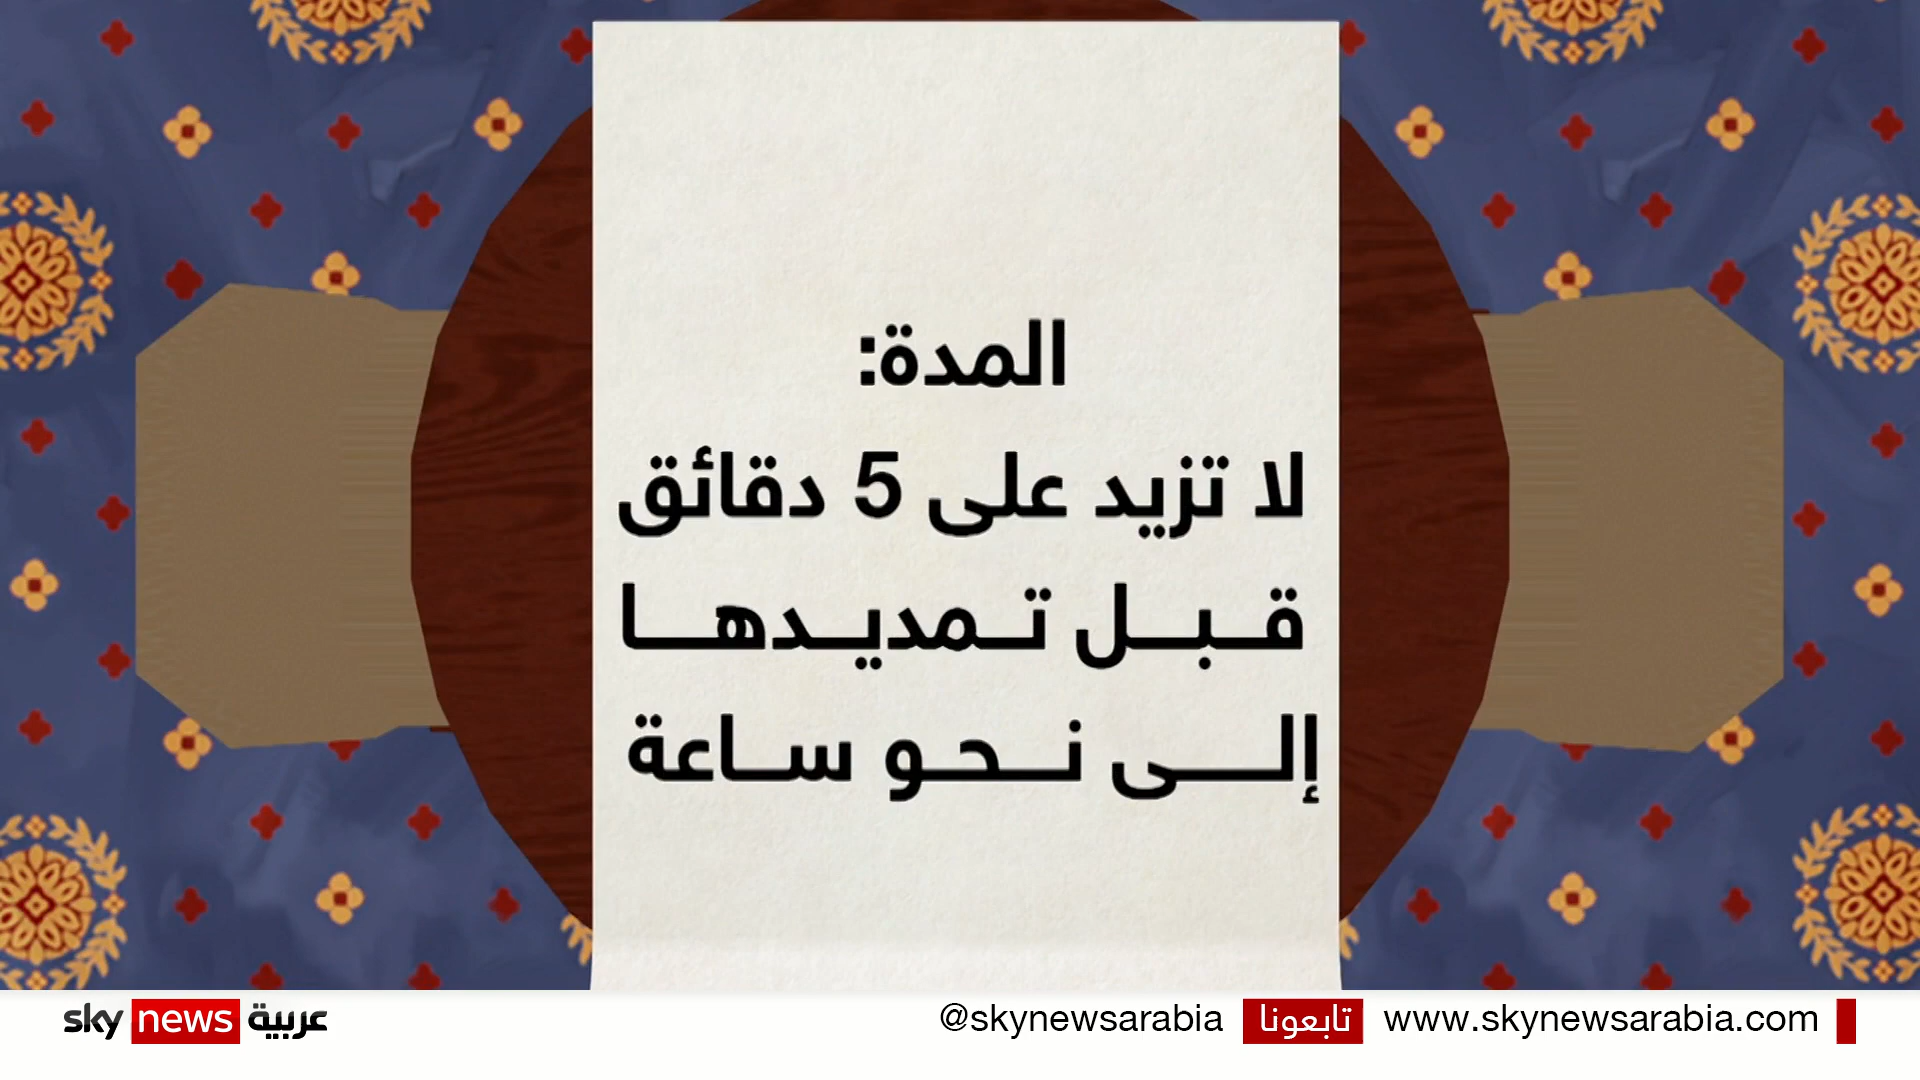 المدة:
لا تزيد على 5 دقائق
قبل تمديدها
إلى نحو ساعة
sky news عربية
@skynewsarabia تابعونا www.skynewsarabia.com